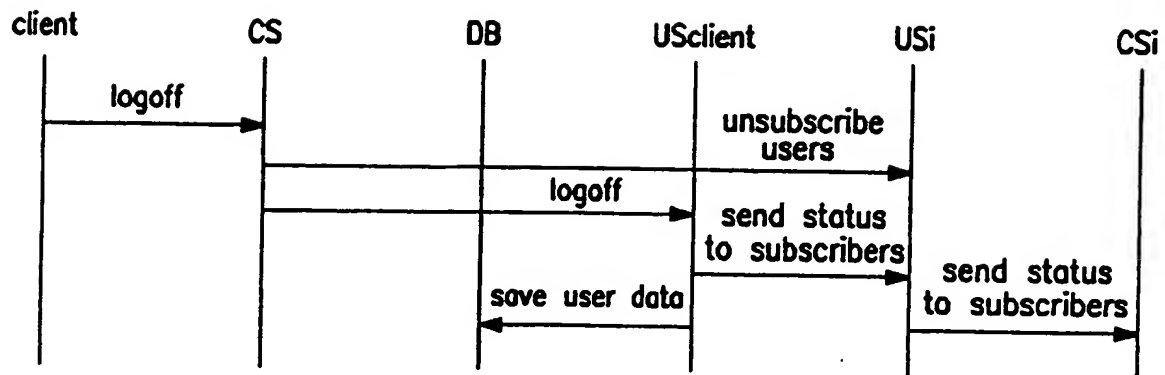 client
CS
DB
USclient
USi
CSi
logoff
unsubscribe
users
logoff
send status
to subscribers
save user data
send status
to subscribers